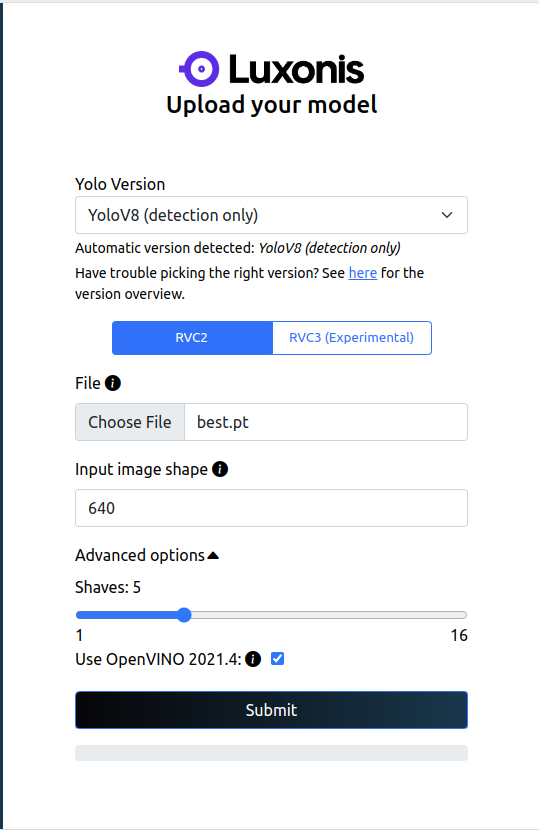 Luxonis
Upload your model
Yolo Version
YoloV8 (detection only)
Automatic version detected: YoloV8 (detection only)
Have trouble picking the right version? See here for the
version overview.
RVC2 RVC3 (Experimental)
File
Choose File best.pt
Input image shape
640
Advanced options
Shaves: 5
1 16
Use OpenVINO 2021.4:
Submit